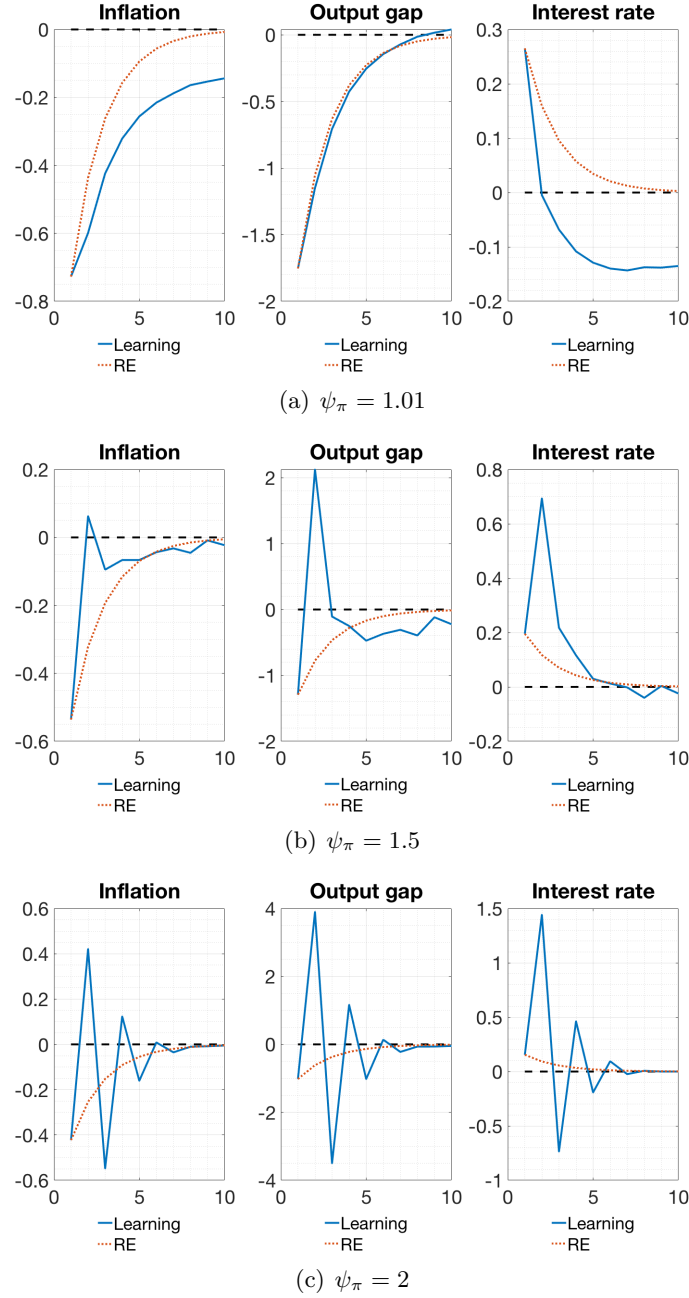 Inflation Output gap Interest rate
0 0 0.3
-0.2 -0.5 0.2
-0.4 -1 0.1
-0.6 -1.5 0
-0.8 -2 -0.1
-0.2
0 5 10 0 5 10 0 5 10
Learning Learning Learning
RE RE RE
(a) ψπ = 1.01
Inflation Output gap Interest rate
0.2 2 0.8
0 1 0.6
-0.2 0 0.4
-0.4 -1 0.2
-0.6 -2 0
-0.2
0 5 10 0 5 10 0 5 10
Learning Learning Learning
RE RE RE
(b) ψπ = 1.5
Inflation Output gap Interest rate
0.6 4 1.5
0.4 2 1
0.2 0 0.5
0 -2 0
-0.2 -4 -0.5
-0.4 -1
-0.6
0 5 10 0 5 10 0 5 10
Learning Learning Learning
RE RE RE
(c) ψπ = 2